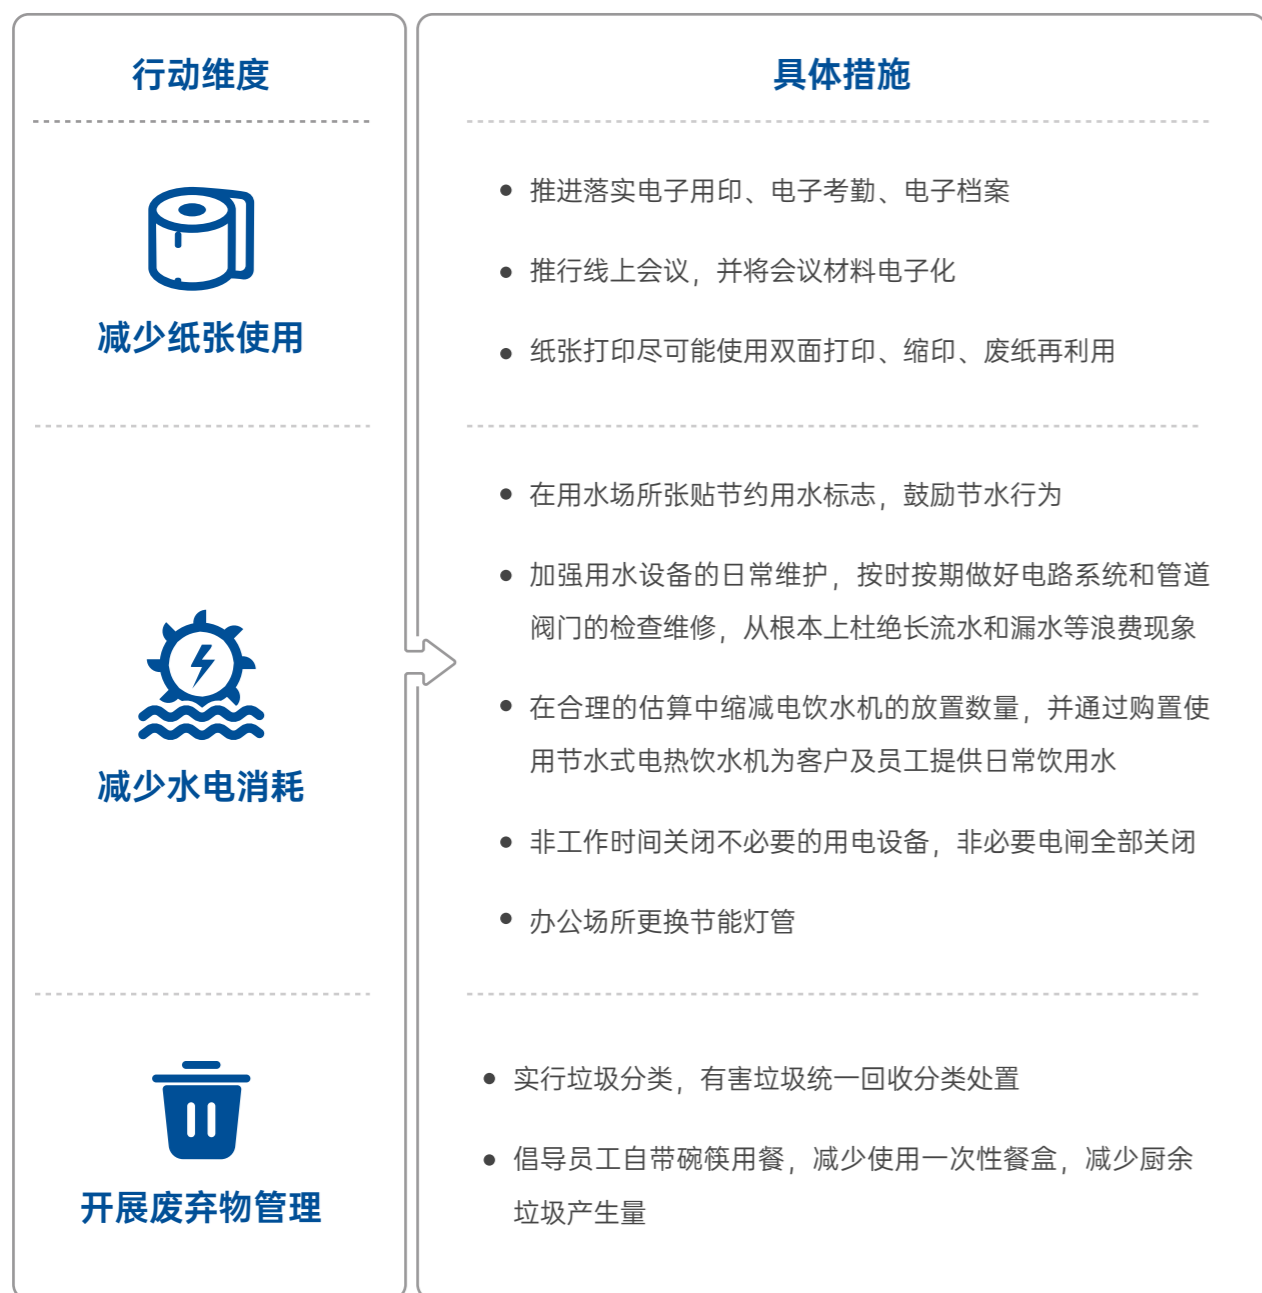 行动维度
具体措施
减少纸张使用
推进落实电子用印、电子考勤、电子档案
推行线上会议，并将会议材料电子化
纸张打印尽可能使用双面打印、缩印、废纸再利用
减少水电消耗
在用水场所张贴节约用水标志，鼓励节水行为
加强用水设备的日常维护，按时按期做好电路系统和管道
阀门的检查维修，从根本上杜绝长流水和漏水等浪费现象
在合理的估算中缩减电饮水机的放置数量，并通过购置使
用节水式电热饮水机为客户及员工提供日常饮用水
非工作时间关闭不必要的用电设备，非必要电闸全部关闭
办公场所更换节能灯管
开展废弃物管理
实行垃圾分类，有害垃圾统一回收分类处置
倡导员工自带碗筷用餐，减少使用一次性餐盒，减少厨余
垃圾产生量